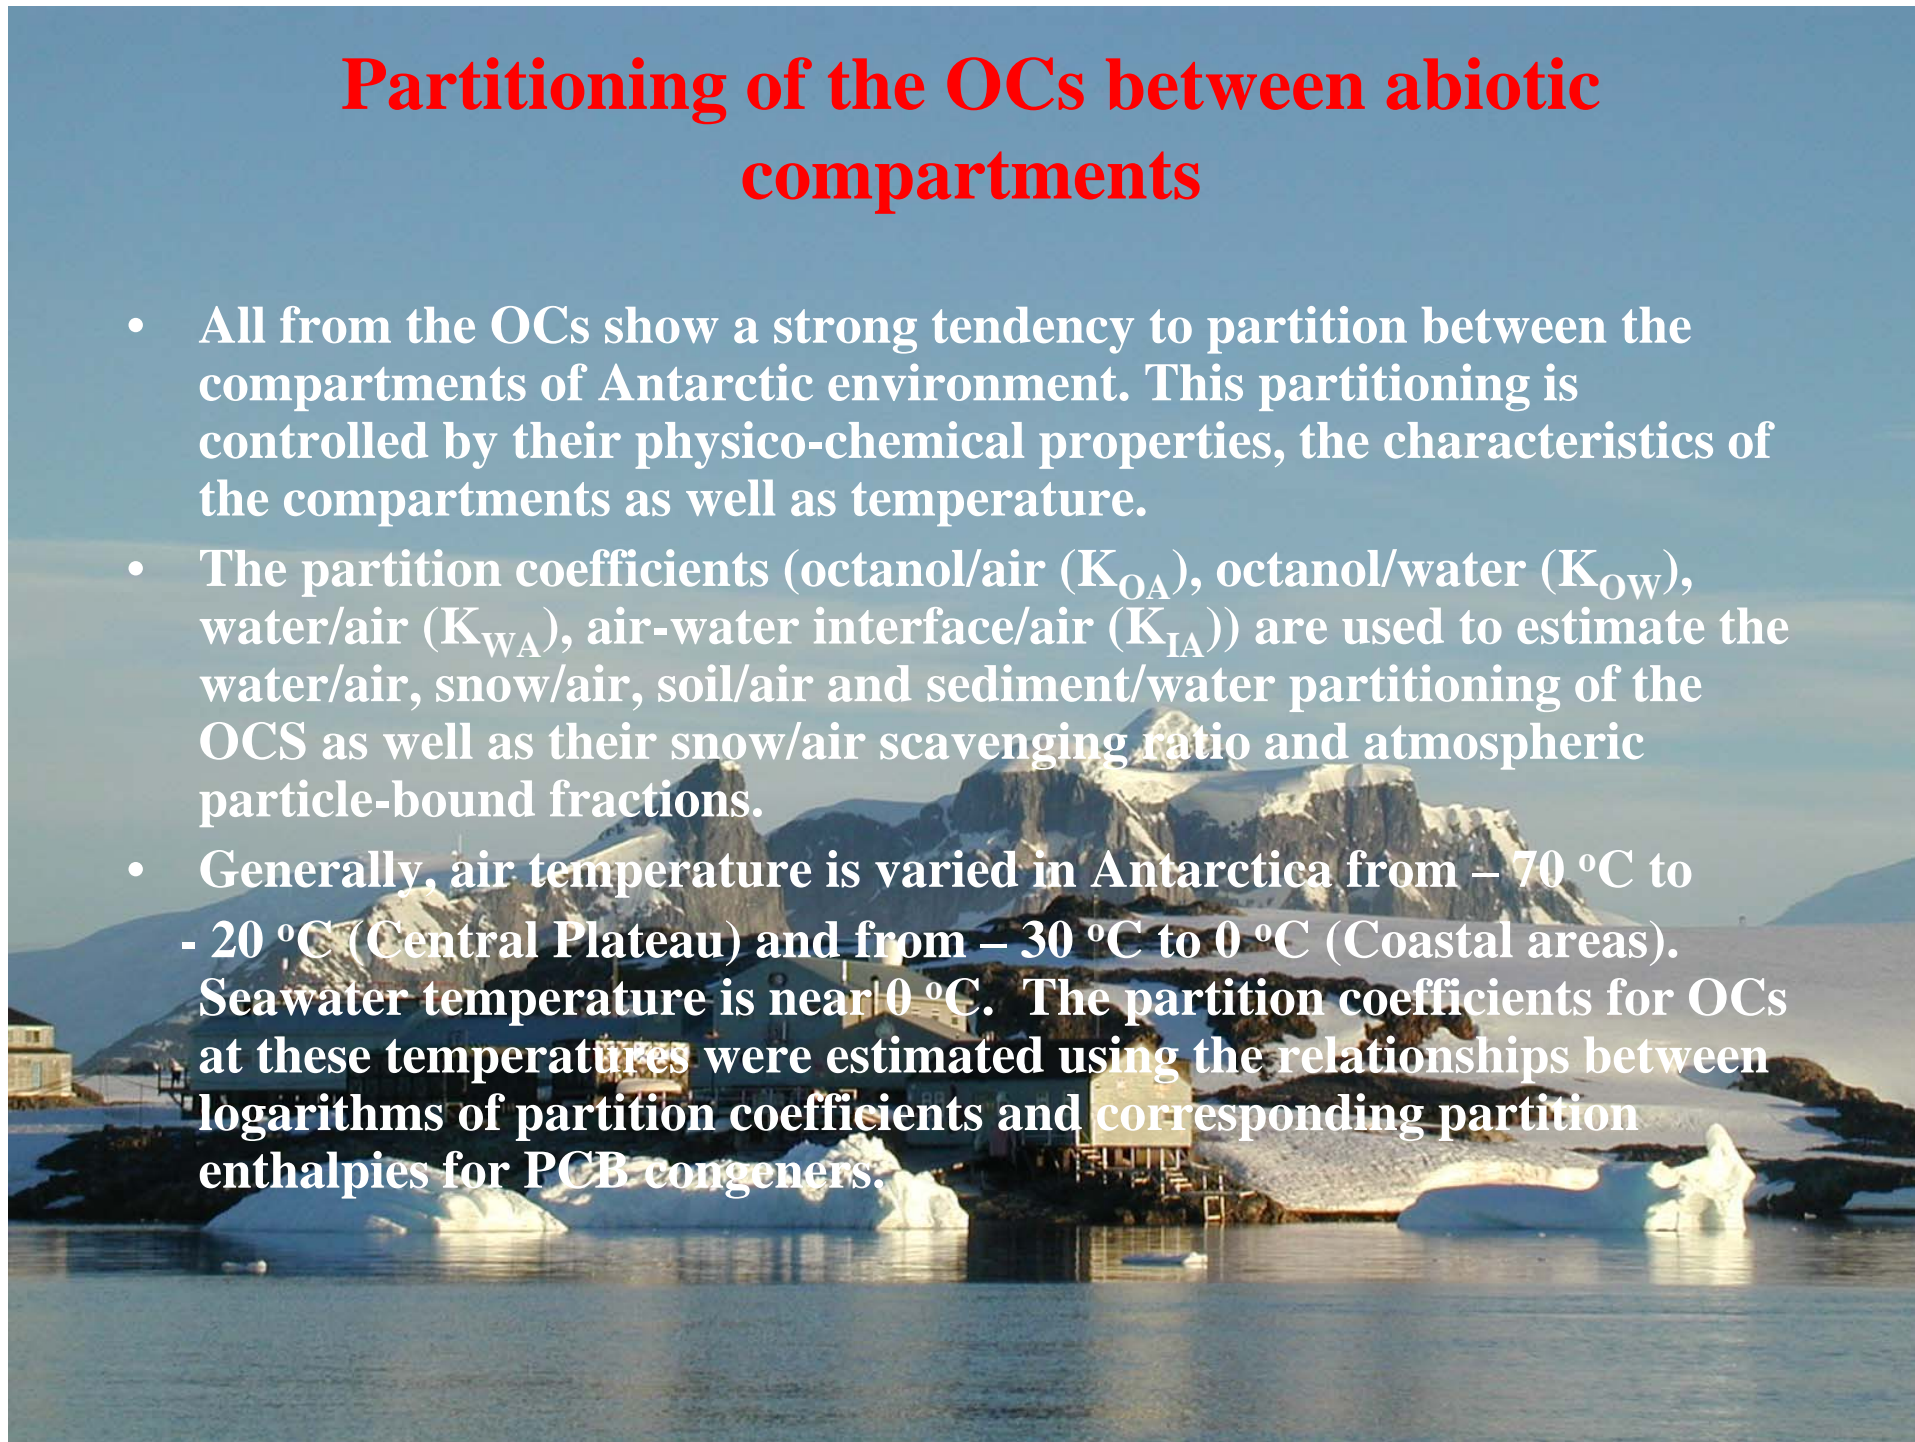 Partitioning of the OCs between abiotic
compartments
• All from the OCs show a strong tendency to partition between the
compartments of Antarctic environment. This partitioning is
controlled by their physico-chemical properties, the characteristics of
the compartments as well as temperature.
• The partition coefficients (octanol/air (K_OA), octanol/water (K_OW),
water/air (K_WA), air-water interface/air (K_IA)) are used to estimate the
water/air, snow/air, soil/air and sediment/water partitioning of the
OCS as well as their snow/air scavenging ratio and atmospheric
particle-bound fractions.
• Generally, air temperature is varied in Antarctica from – 70 ºC to
- 20 ºC (Central Plateau) and from – 30 ºC to 0 ºC (Coastal areas).
Seawater temperature is near 0 ºC. The partition coefficients for OCs
at these temperatures were estimated using the relationships between
logarithms of partition coefficients and corresponding partition
enthalpies for PCB congeners.